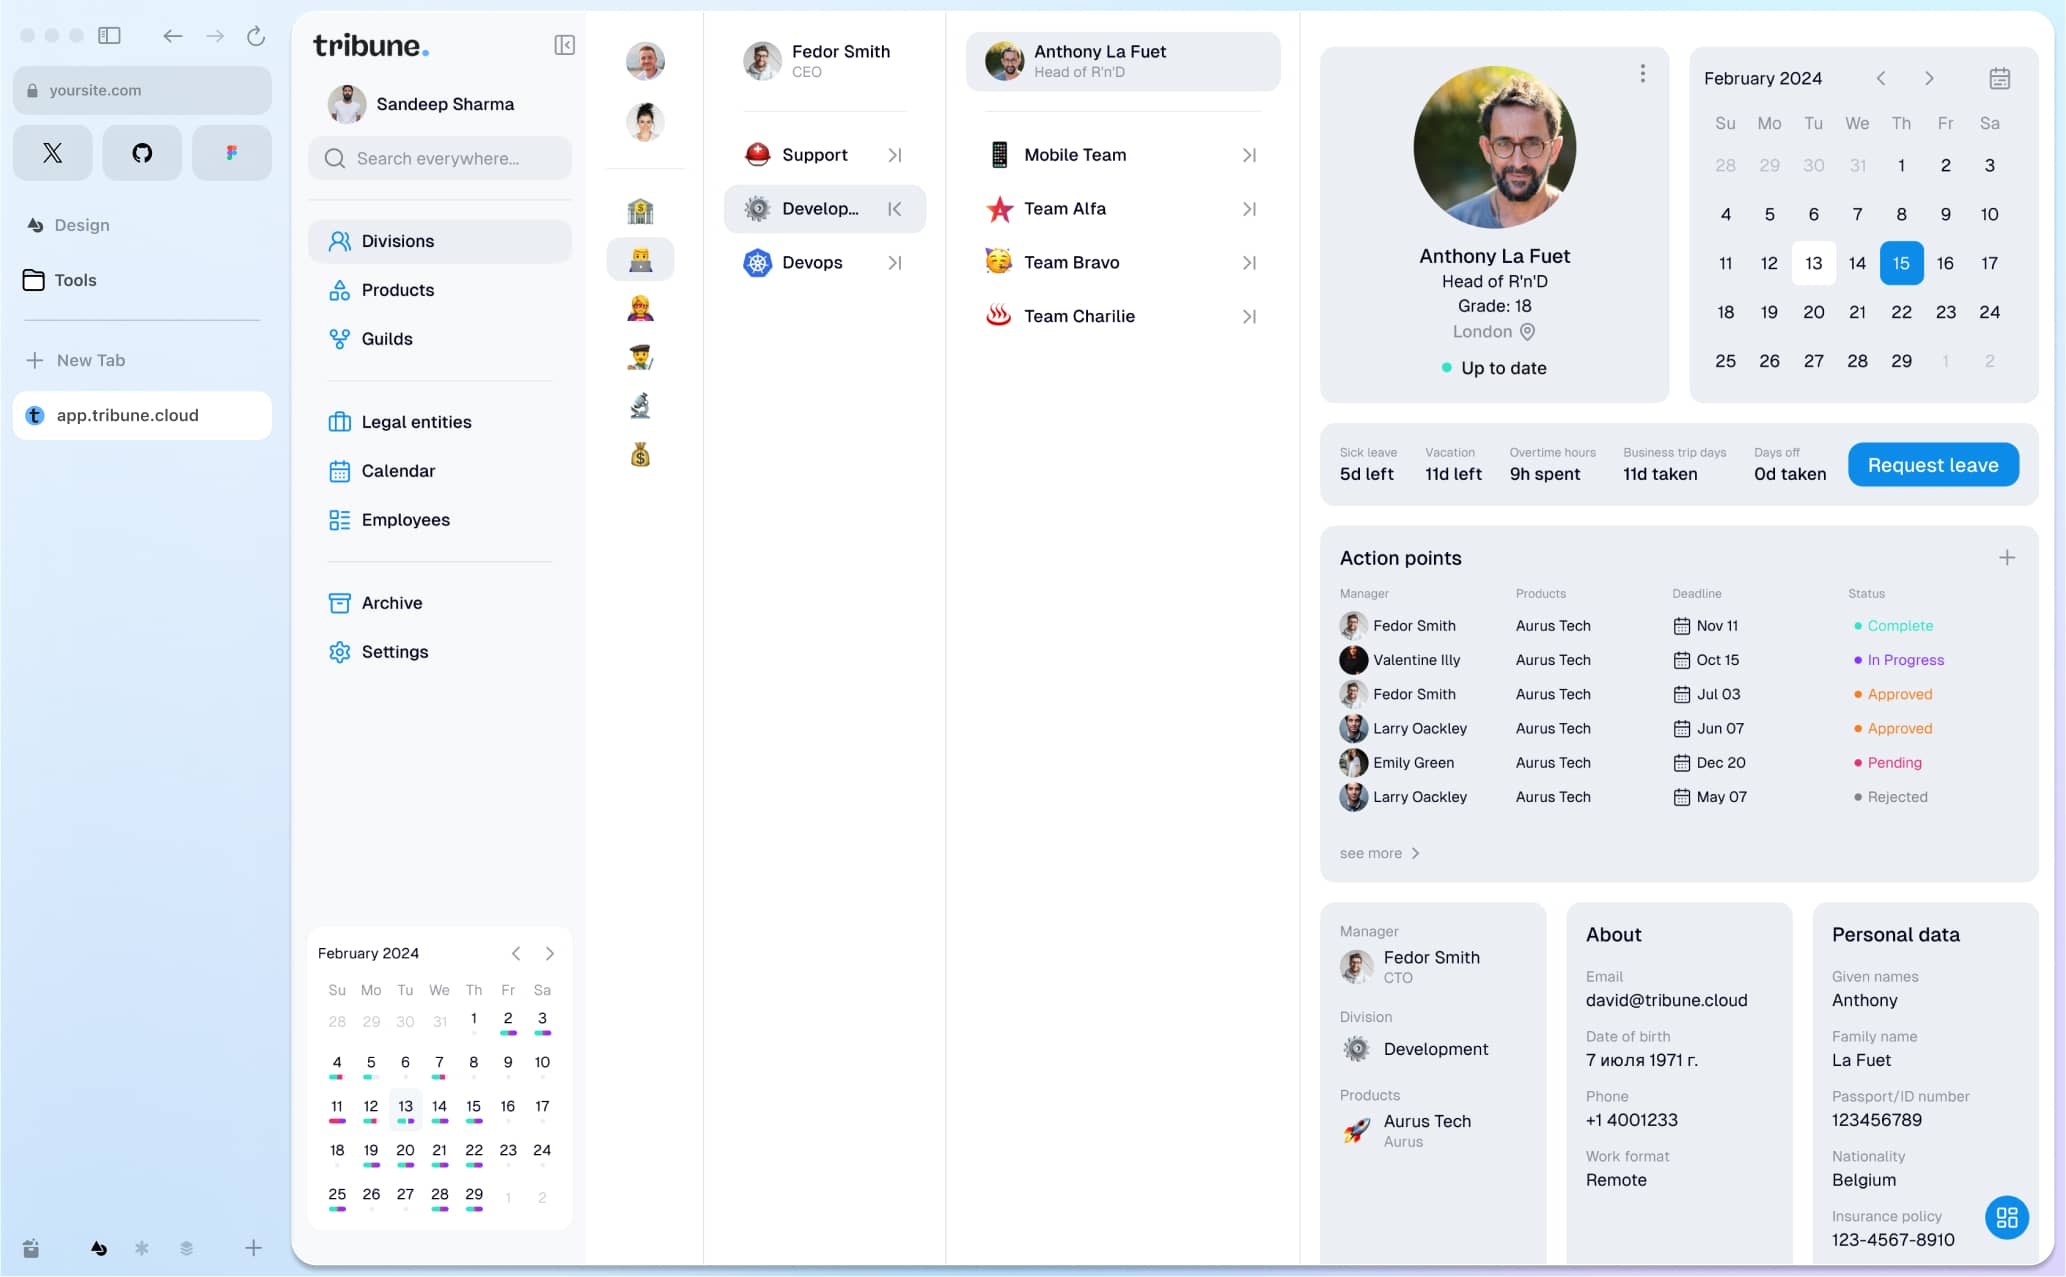 yoursite.com
Design
Tools
New Tab
app.tribune.cloud
tribune.
Sandeep Sharma
Search everywhere...
Divisions
Products
Guilds
Legal entities
Calendar
Employees
Archive
Settings
February 2024
Su Mo Tu We Th Fr Sa
28 29 30 31 1 2 3
4 5 6 7 8 9 10
11 12 13 14 15 16 17
18 19 20 21 22 23 24
25 26 27 28 29 1 2
Fedor Smith
CEO
Support
Develop...
Devops
Anthony La Fuet
Head of R'n'D
Mobile Team
Team Alfa
Team Bravo
Team Charilie
Anthony La Fuet
Head of R'n'D
Grade: 18
London
Up to date
February 2024
Su Mo Tu We Th Fr Sa
28 29 30 31 1 2 3
4 5 6 7 8 9 10
11 12 13 14 15 16 17
18 19 20 21 22 23 24
25 26 27 28 29 1 2
Sick leave Vacation Overtime hours Business trip days Days off
5d left 11d left 9h spent 11d taken 0d taken
Request leave
Action points
Manager Products Deadline Status
Fedor Smith Aurus Tech Nov 11 Complete
Valentine Illy Aurus Tech Oct 15 In Progress
Fedor Smith Aurus Tech Jul 03 Approved
Larry Oackley Aurus Tech Jun 07 Approved
Emily Green Aurus Tech Dec 20 Pending
Larry Oackley Aurus Tech May 07 Rejected
see more
Manager
Fedor Smith
CTO
Division
Development
Products
Aurus Tech
Aurus
About
Email
david@tribune.cloud
Date of birth
7 июля 1971 г.
Phone
+1 4001233
Work format
Remote
Personal data
Given names
Anthony
Family name
La Fuet
Passport/ID number
123456789
Nationality
Belgium
Insurance policy
123-4567-8910